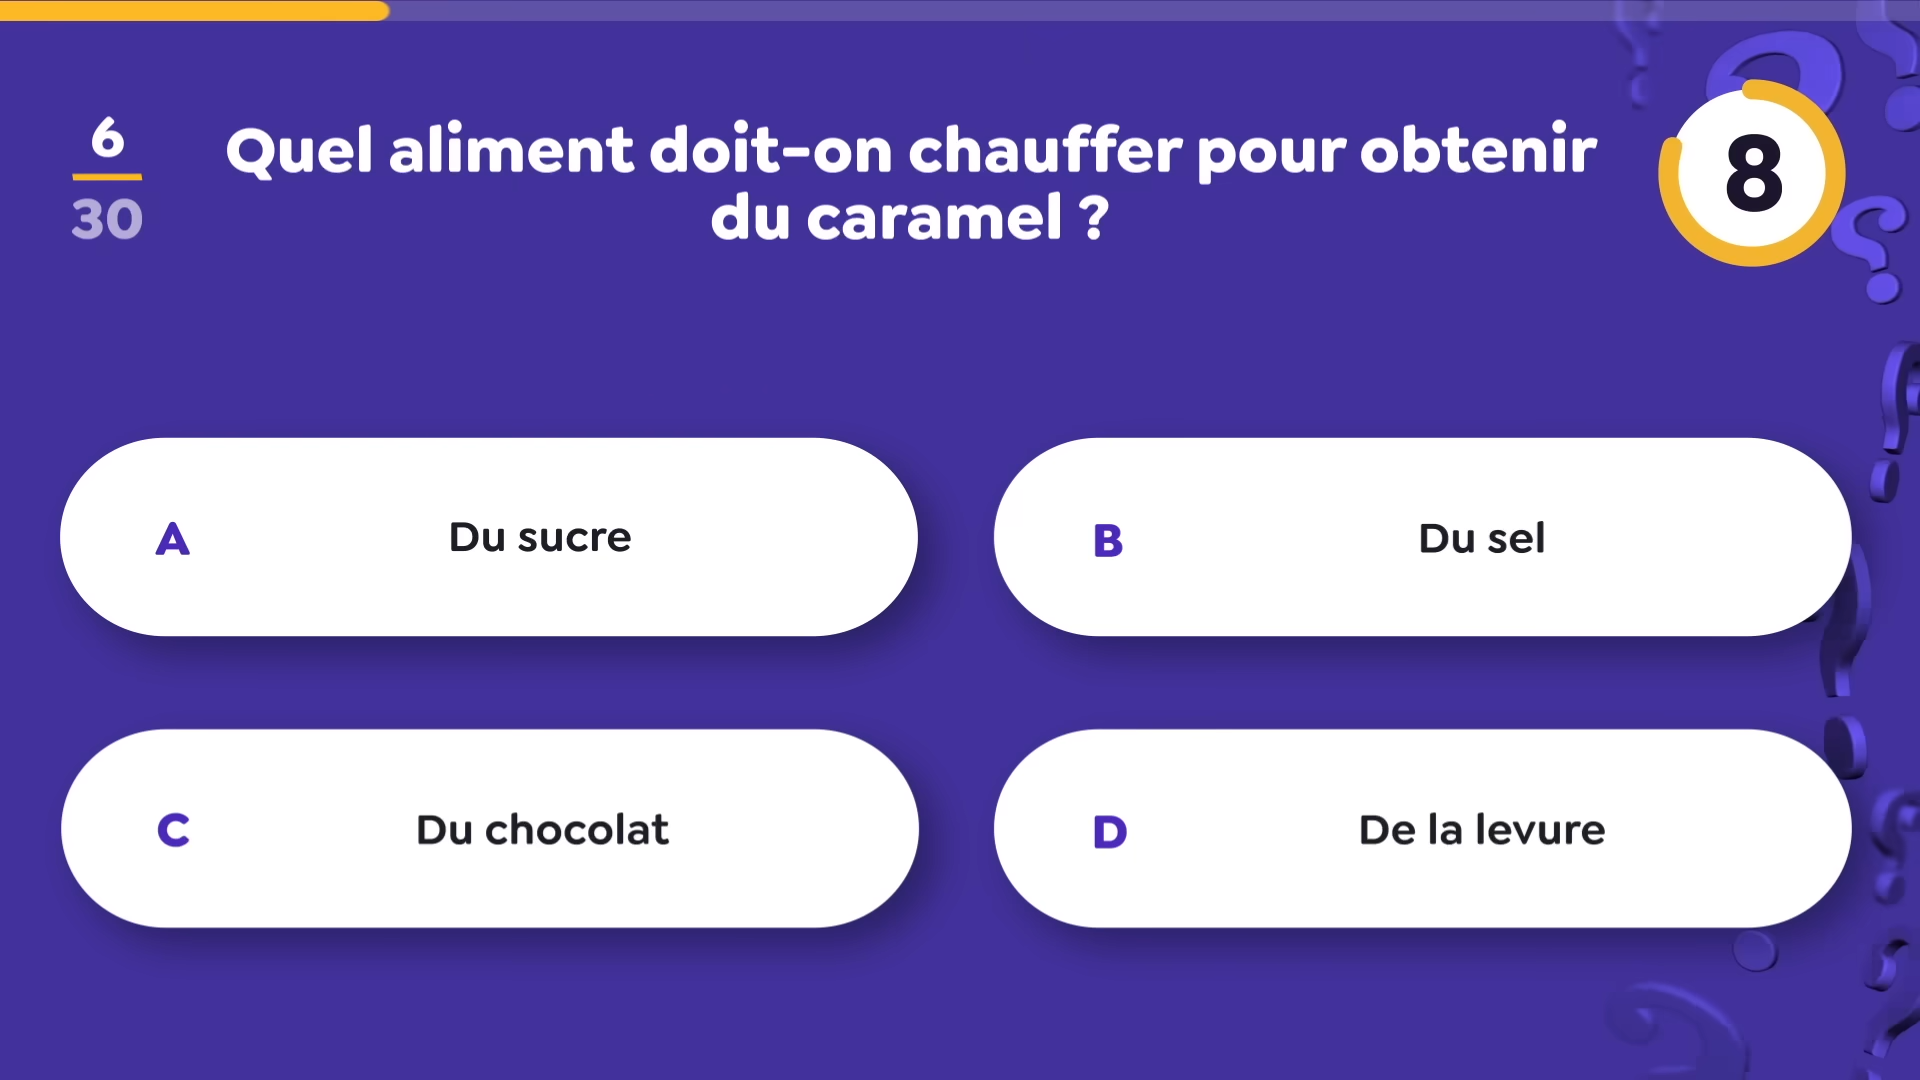 6
30
Quel aliment doit-on chauffer pour obtenir
du caramel ?
8
A Du sucre
B Du sel
C Du chocolat
D De la levure